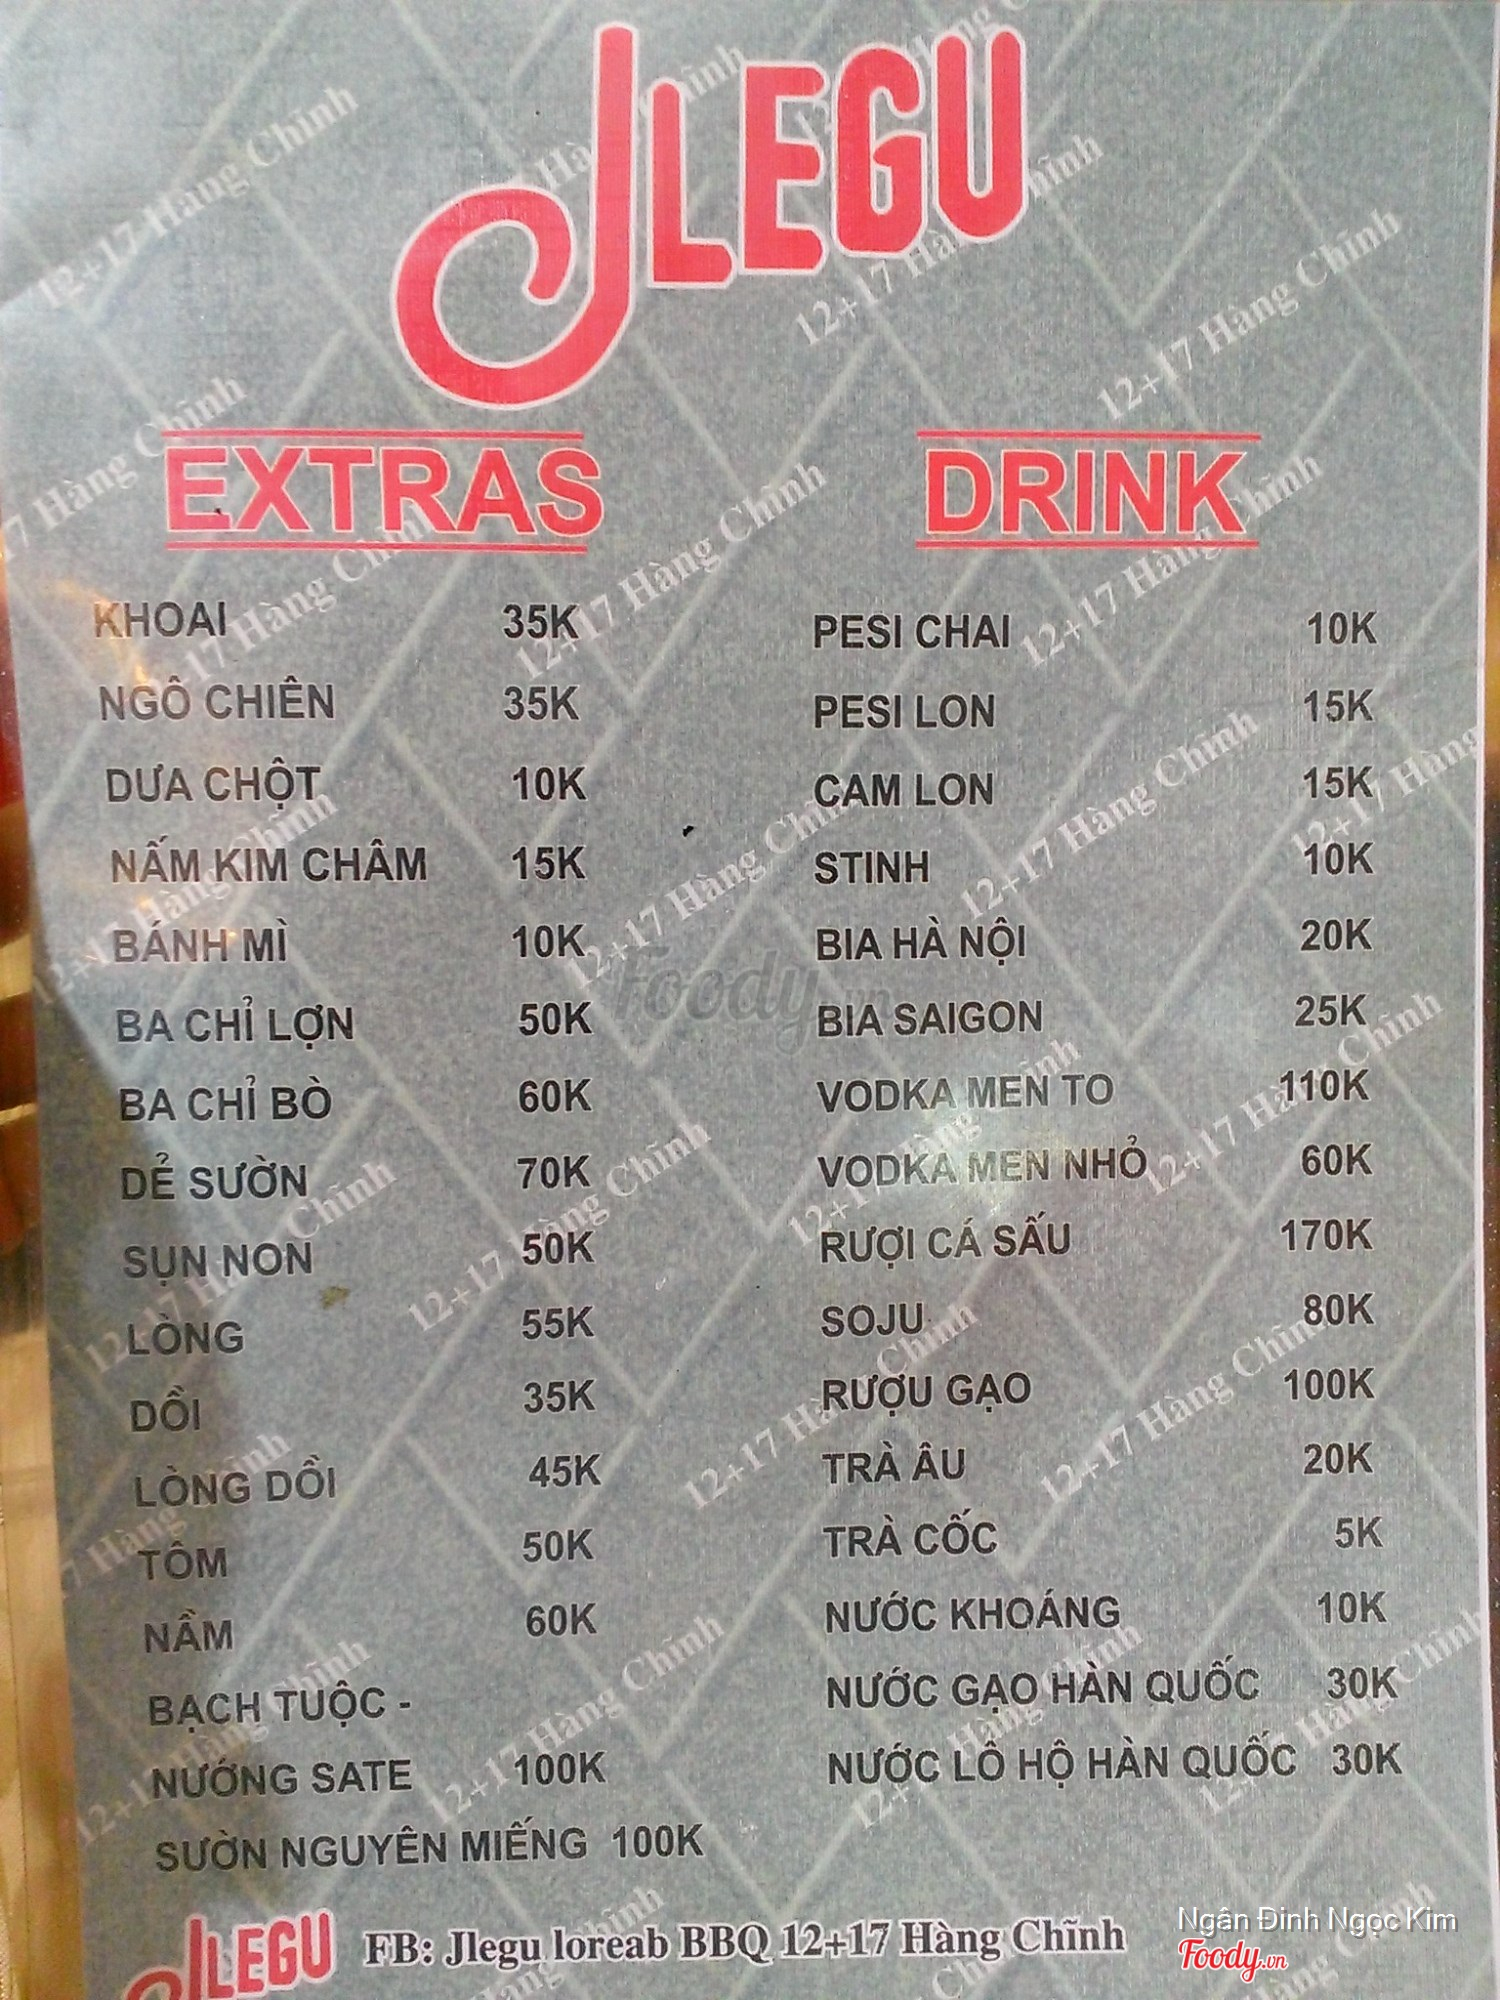 JLEGU
EXTRAS
KHOAI 35K
NGÔ CHIÊN 35K
DƯA CHỘT 10K
NẤM KIM CHÂM 15K
BÁNH MÌ 10K
BA CHỈ LỢN 50K
BA CHỈ BÒ 60K
DẺ SƯỜN 70K
SỤN NON 50K
LÒNG 55K
DỒI 35K
LÒNG DỒI 45K
TÔM 50K
NẦM 60K
BẠCH TUỘC -
NƯỚNG SATE 100K
SƯỜN NGUYÊN MIẾNG 100K
DRINK
PESI CHAI 10K
PESI LON 15K
CAM LON 15K
STINH 10K
BIA HÀ NỘI 20K
BIA SAIGON 25K
VODKA MEN TO 110K
VODKA MEN NHỎ 60K
RƯỢI CÁ SẤU 170K
SOJU 80K
RƯỢU GẠO 100K
TRÀ ÂU 20K
TRÀ CỐC 5K
NƯỚC KHOÁNG 10K
NƯỚC GẠO HÀN QUỐC 30K
NƯỚC LÔ HỘ HÀN QUỐC 30K
JLEGU FB: Jlegu loreab BBQ 12+17 Hàng Chĩnh
12+17 Hàng Chĩnh
Foody.vn
Ngân Đinh Ngọc Kim
Foody.vn